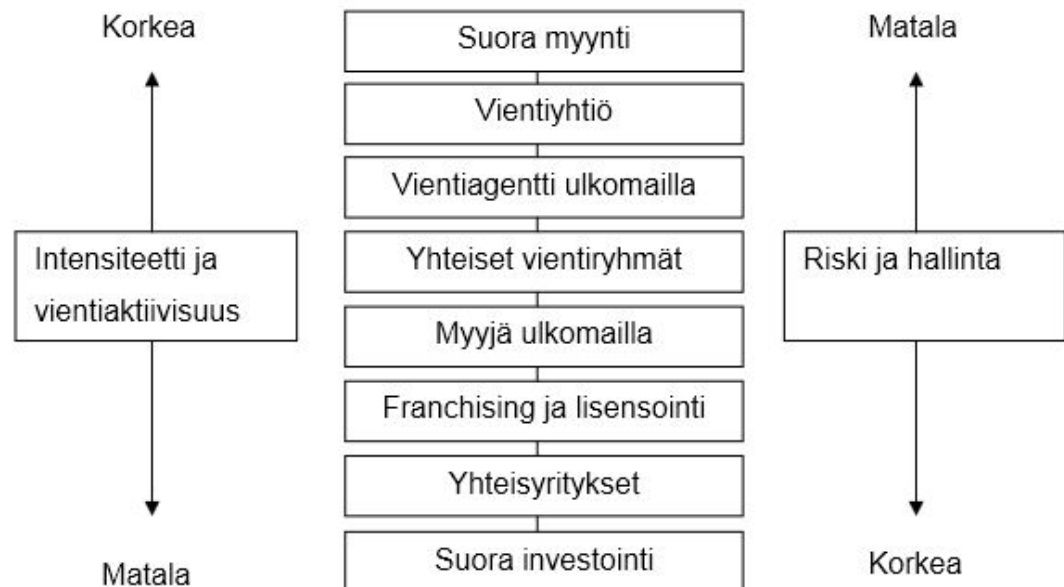 Korkea
Suora myynti
Matala
Vientiyhtiö
Vientiagentti ulkomailla
Intensiteetti ja
vientiaktiivisuus
Yhteiset vientiryhmät
Riski ja hallinta
Myyjä ulkomailla
Franchising ja lisensointi
Yhteisyritykset
Suora investointi
Matala
Korkea